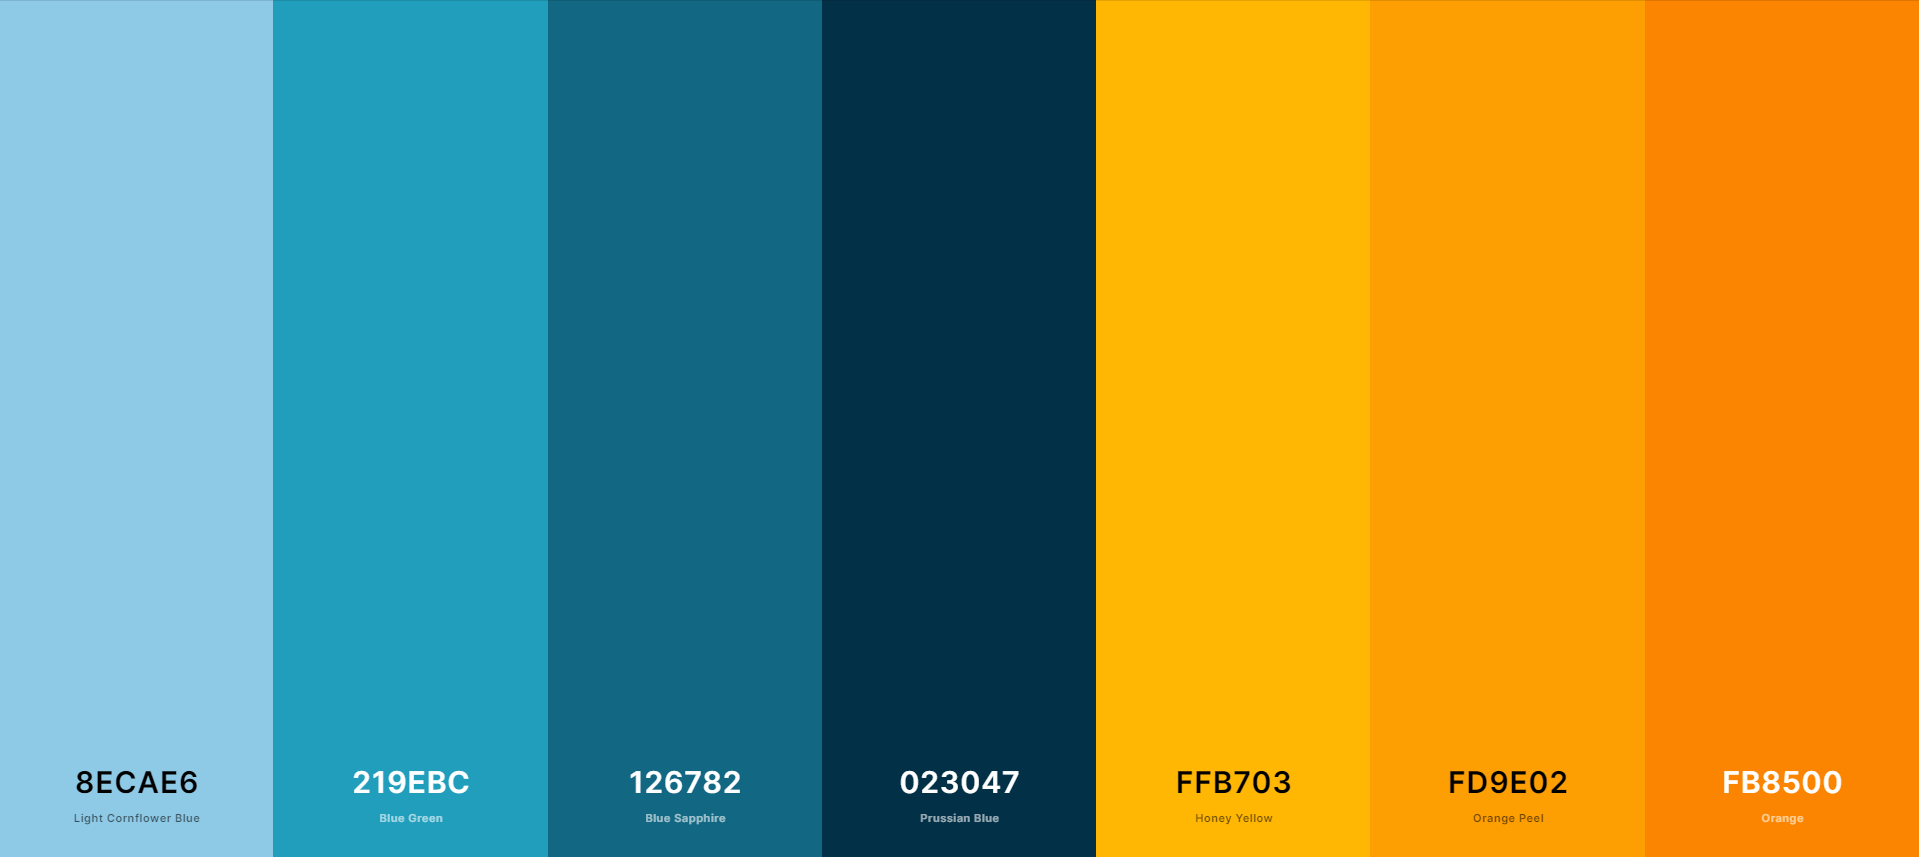 8ECAE6
Light Cornflower Blue
219EBC
Blue Green
126782
Blue Sapphire
023047
Prussian Blue
FFB703
Honey Yellow
FD9E02
Orange Peel
FB8500
Orange